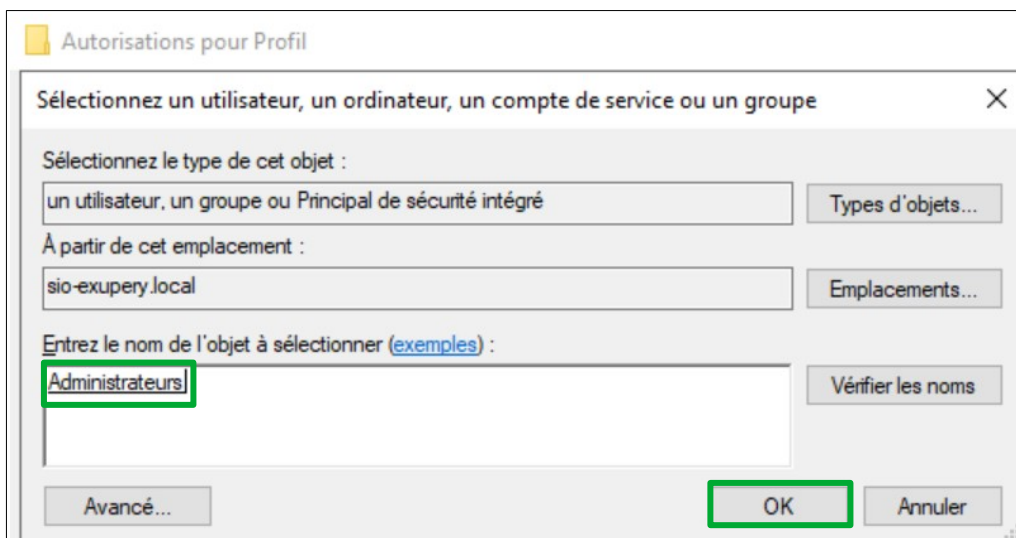 Autorisations pour Profil
Sélectionnez un utilisateur, un ordinateur, un compte de service ou un groupe
Sélectionnez le type de cet objet :
un utilisateur, un groupe ou Principal de sécurité intégré
Types d'objets...
À partir de cet emplacement :
sio-exupery.local
Emplacements...
Entrez le nom de l'objet à sélectionner (exemples) :
Administrateurs
Vérifier les noms
Avancé...
OK
Annuler